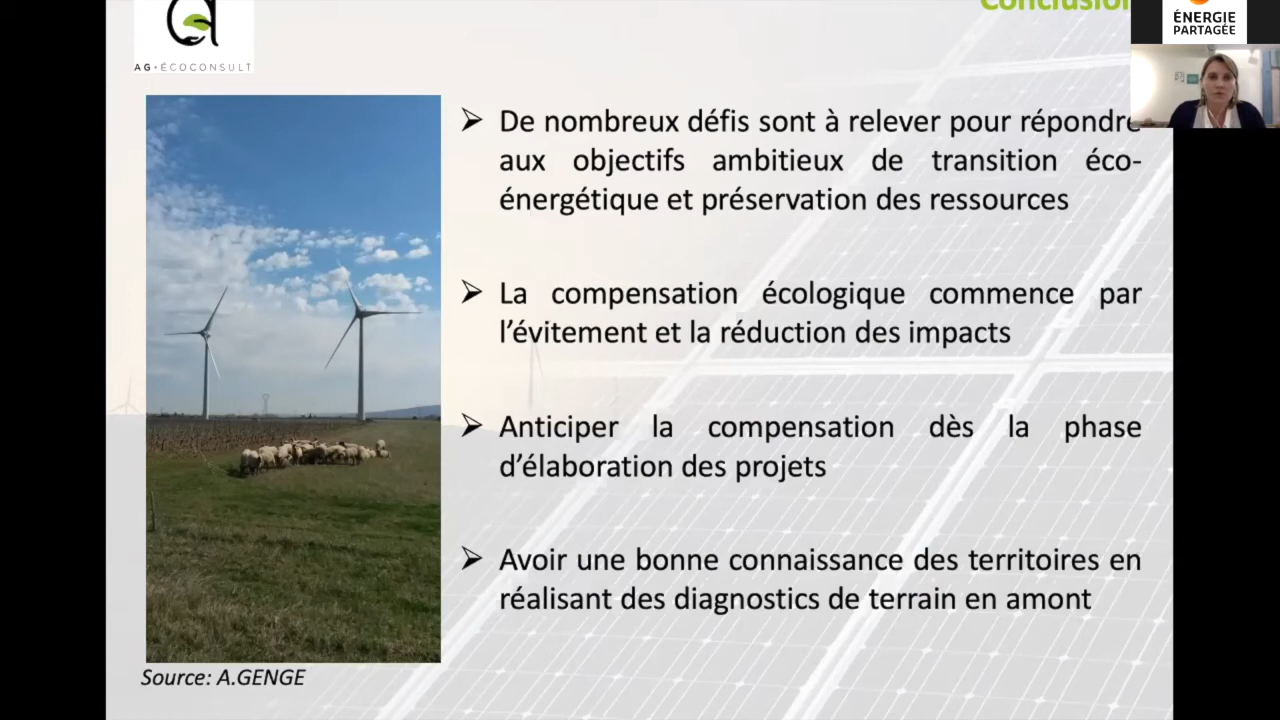 Conclusion
ÉNERGIE
PARTAGÉE
AG•ÉCOCONSULT
➢ De nombreux défis sont à relever pour répondre
aux objectifs ambitieux de transition éco-
énergétique et préservation des ressources
➢ La compensation écologique commence par
l’évitement et la réduction des impacts
➢ Anticiper la compensation dès la phase
d’élaboration des projets
➢ Avoir une bonne connaissance des territoires en
réalisant des diagnostics de terrain en amont
Source: A.GENGE